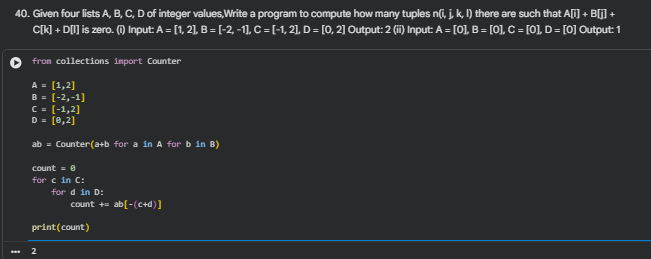 40. Given four lists A, B, C, D of integer values,Write a program to compute how many tuples n(i, j, k, l) there are such that A[i] + B[j] +
C[k] + D[l] is zero. (i) Input: A = [1, 2], B = [-2, -1], C = [-1, 2], D = [0, 2] Output: 2 (ii) Input: A = [0], B = [0], C = [0], D = [0] Output: 1
from collections import Counter
A = [1,2]
B = [-2,-1]
C = [-1,2]
D = [0,2]
ab = Counter(a+b for a in A for b in B)
count = 0
for c in C:
    for d in D:
        count += ab[-(c+d)]
print(count)
... 2